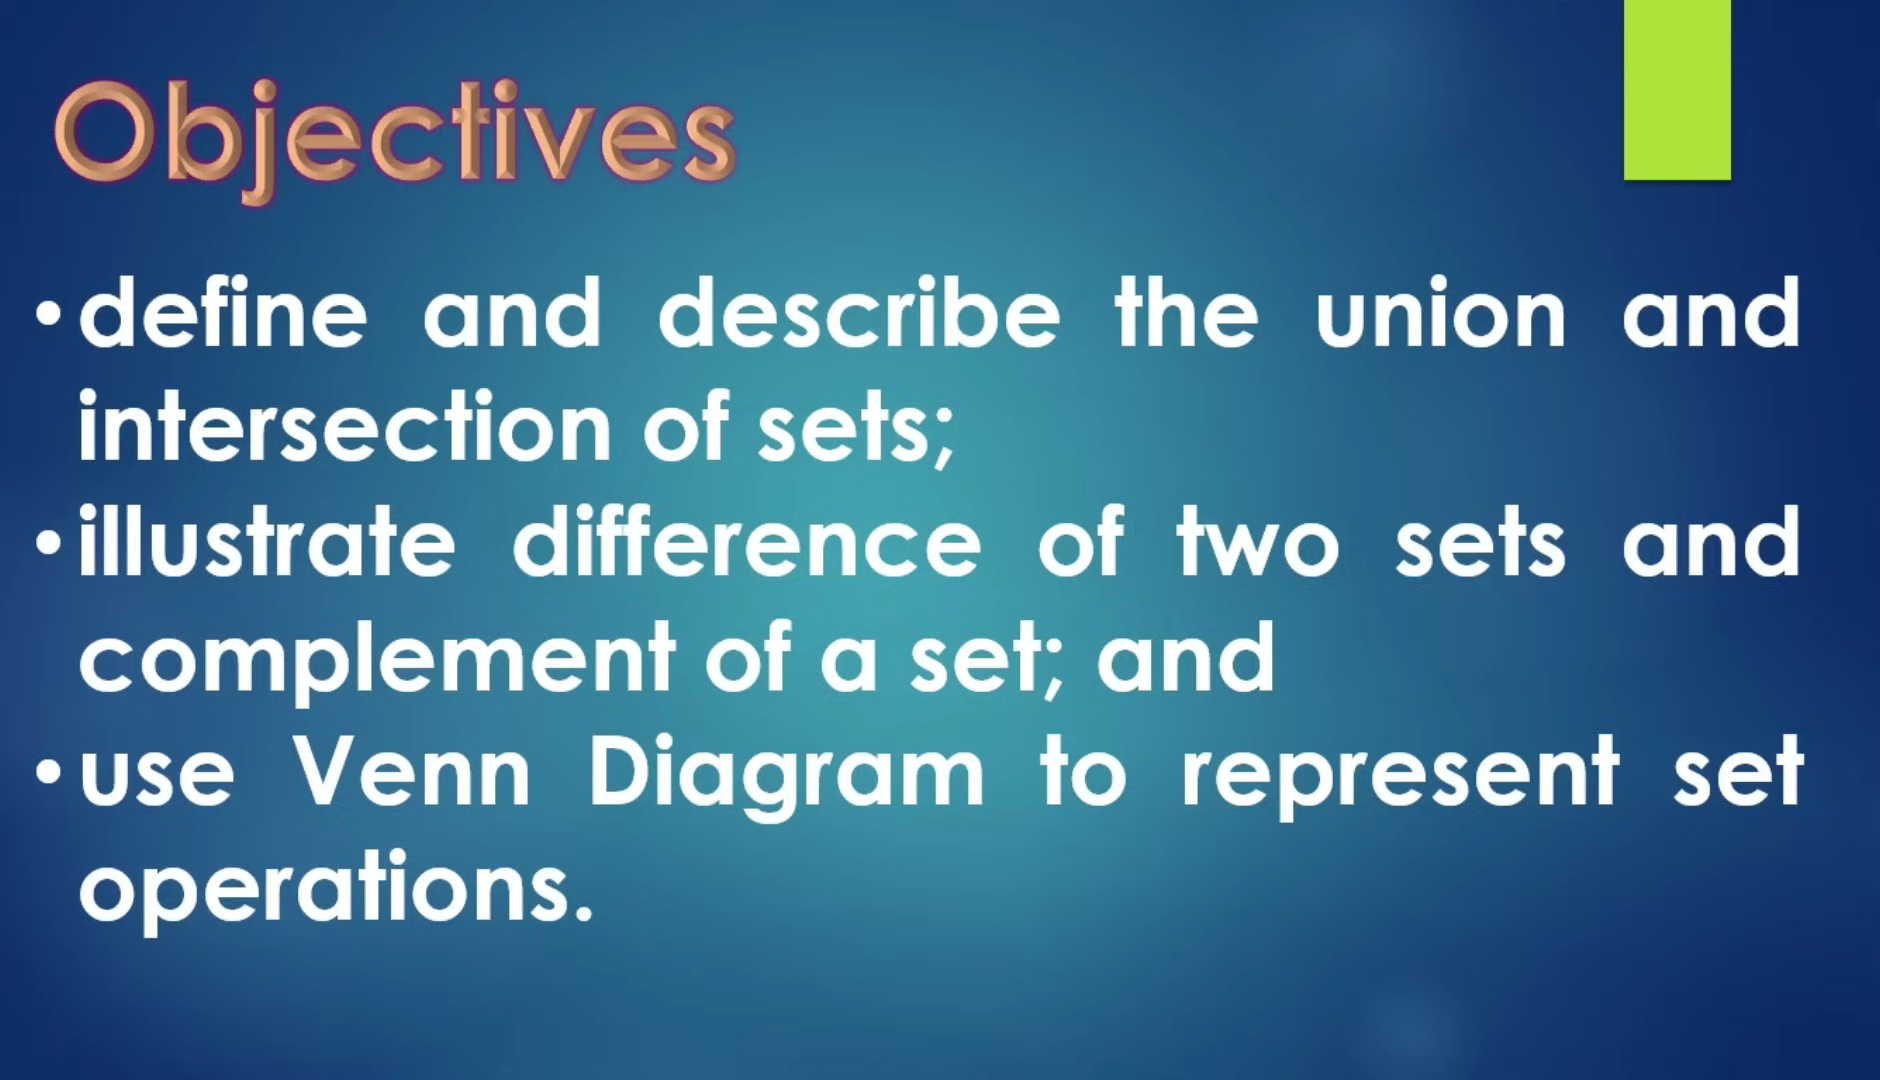 Objectives
• define and describe the union and
intersection of sets;
• illustrate difference of two sets and
complement of a set; and
• use Venn Diagram to represent set
operations.